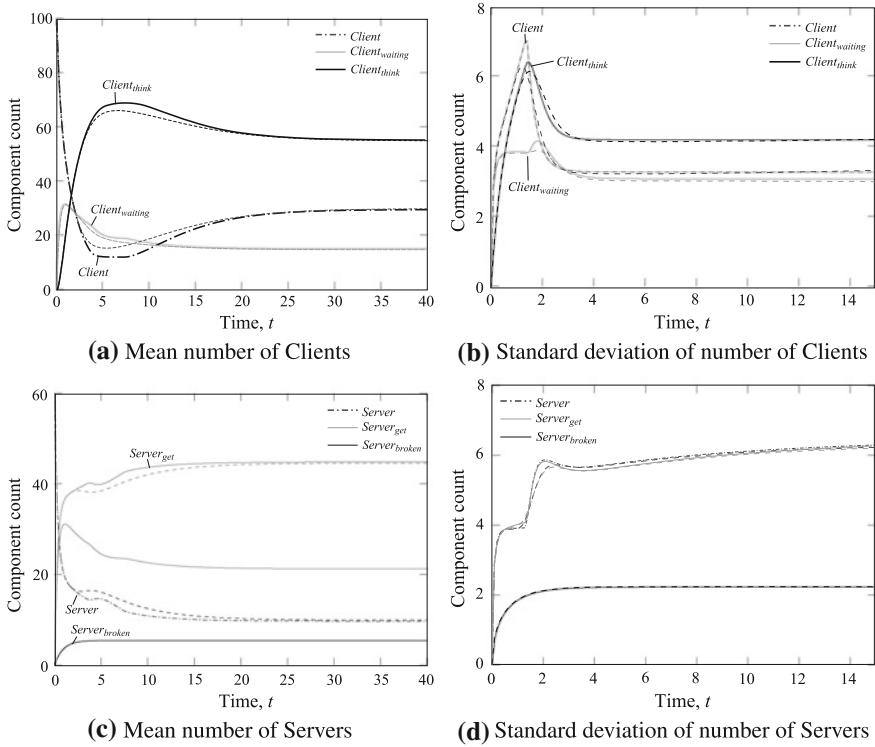 100
80
60
40
20
0
Component count
Client
Client_waiting
Client_think
Client_think
Client_waiting
Client
0 5 10 15 20 25 30 35 40
Time, t
(a) Mean number of Clients
8
6
4
2
0
Component count
Client
Client
Client_waiting
Client_think
Client_think
Client_waiting
0 2 4 6 8 10 12 14
Time, t
(b) Standard deviation of number of Clients
60
40
20
0
Component count
Server
Server_get
Server_broken
Server_get
Server
Server_broken
0 5 10 15 20 25 30 35 40
Time, t
(c) Mean number of Servers
8
6
4
2
0
Component count
Server
Server_get
Server_broken
0 2 4 6 8 10 12 14
Time, t
(d) Standard deviation of number of Servers